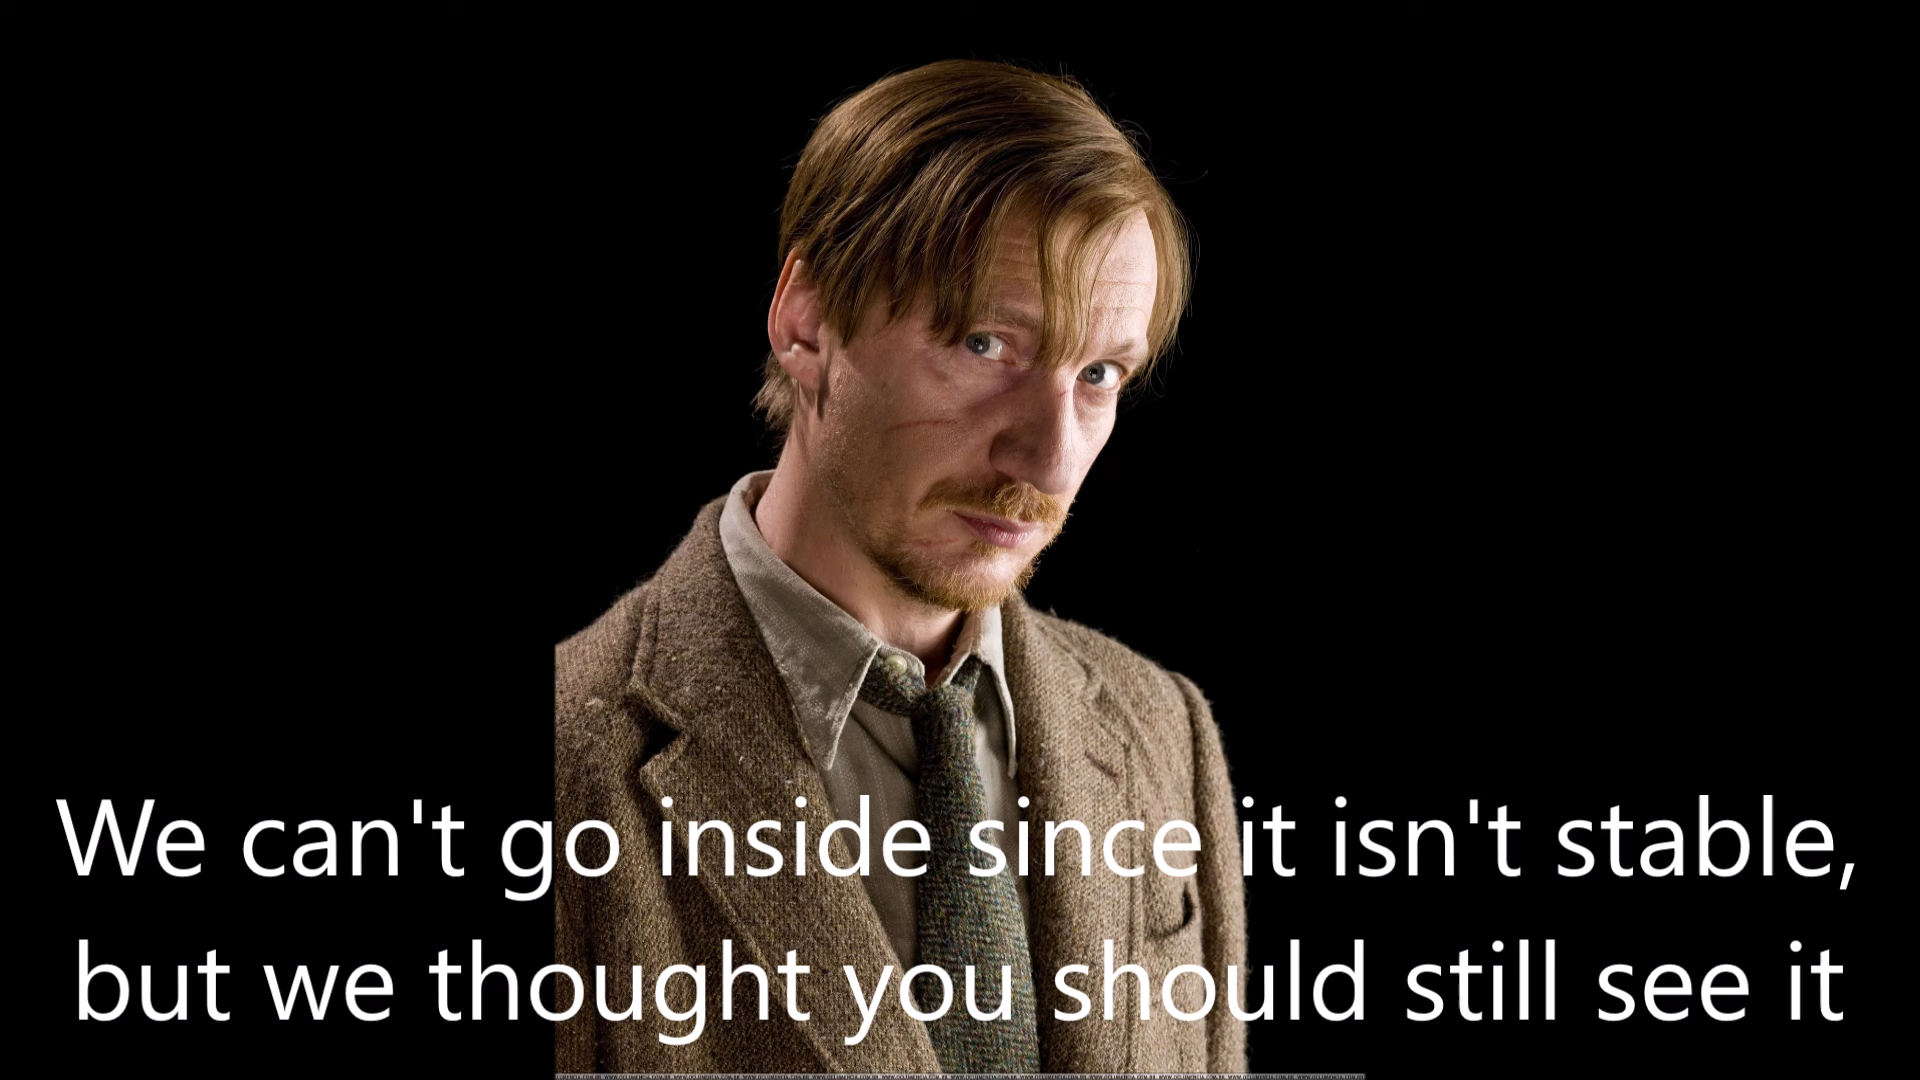 We can't go inside since it isn't stable,
but we thought you should still see it